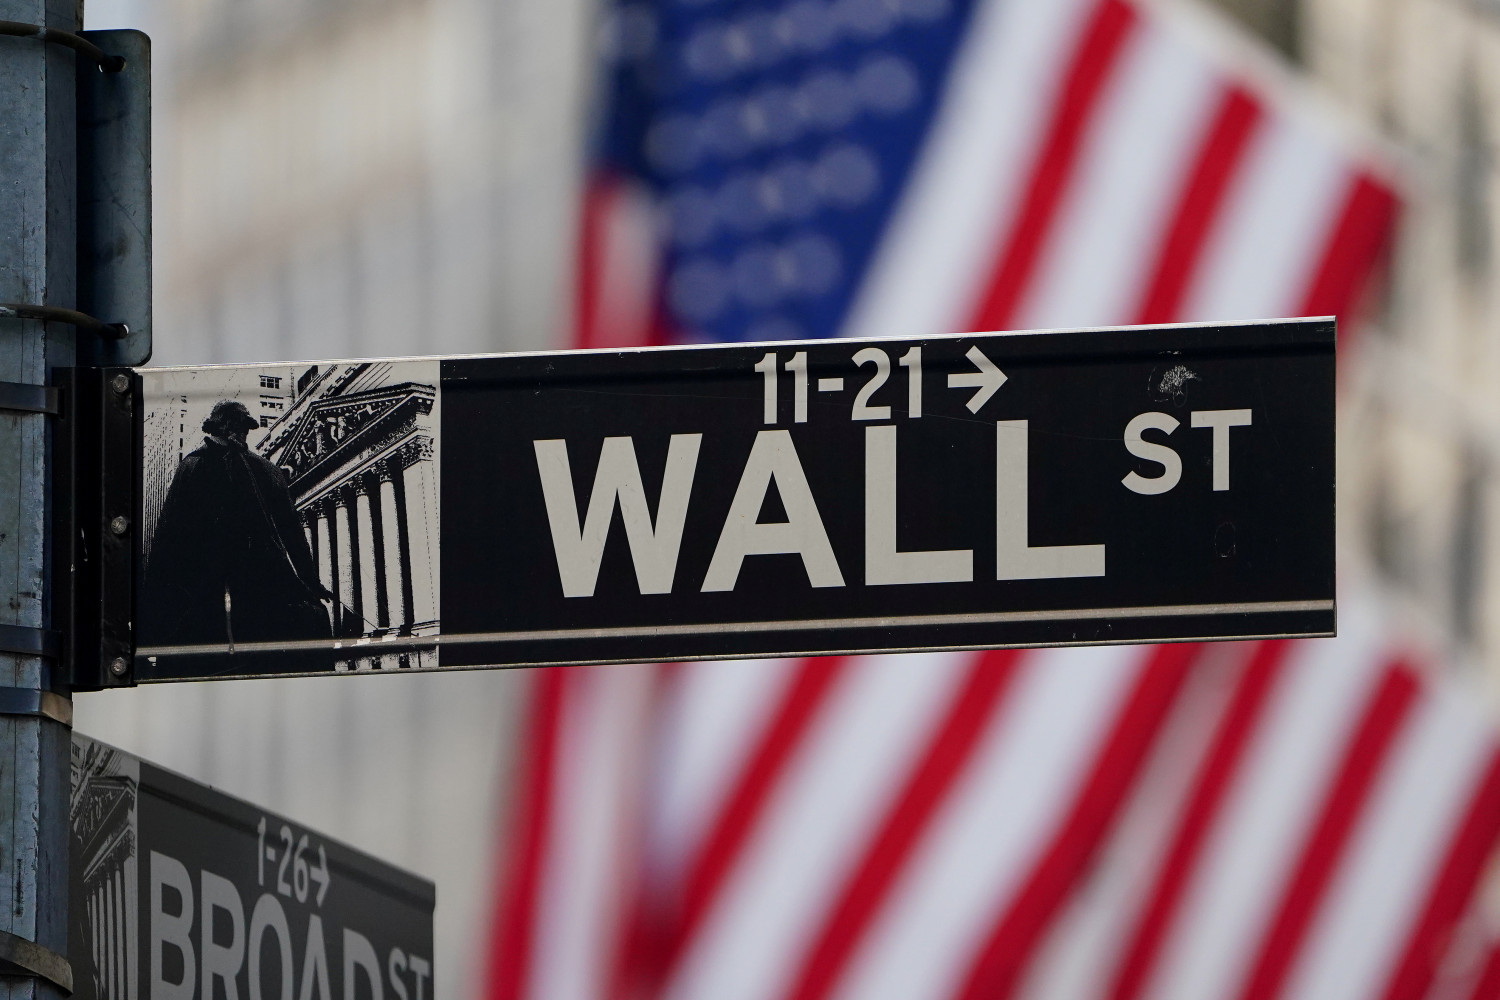 11-21→
WALL ST
1-26→
BROAD ST